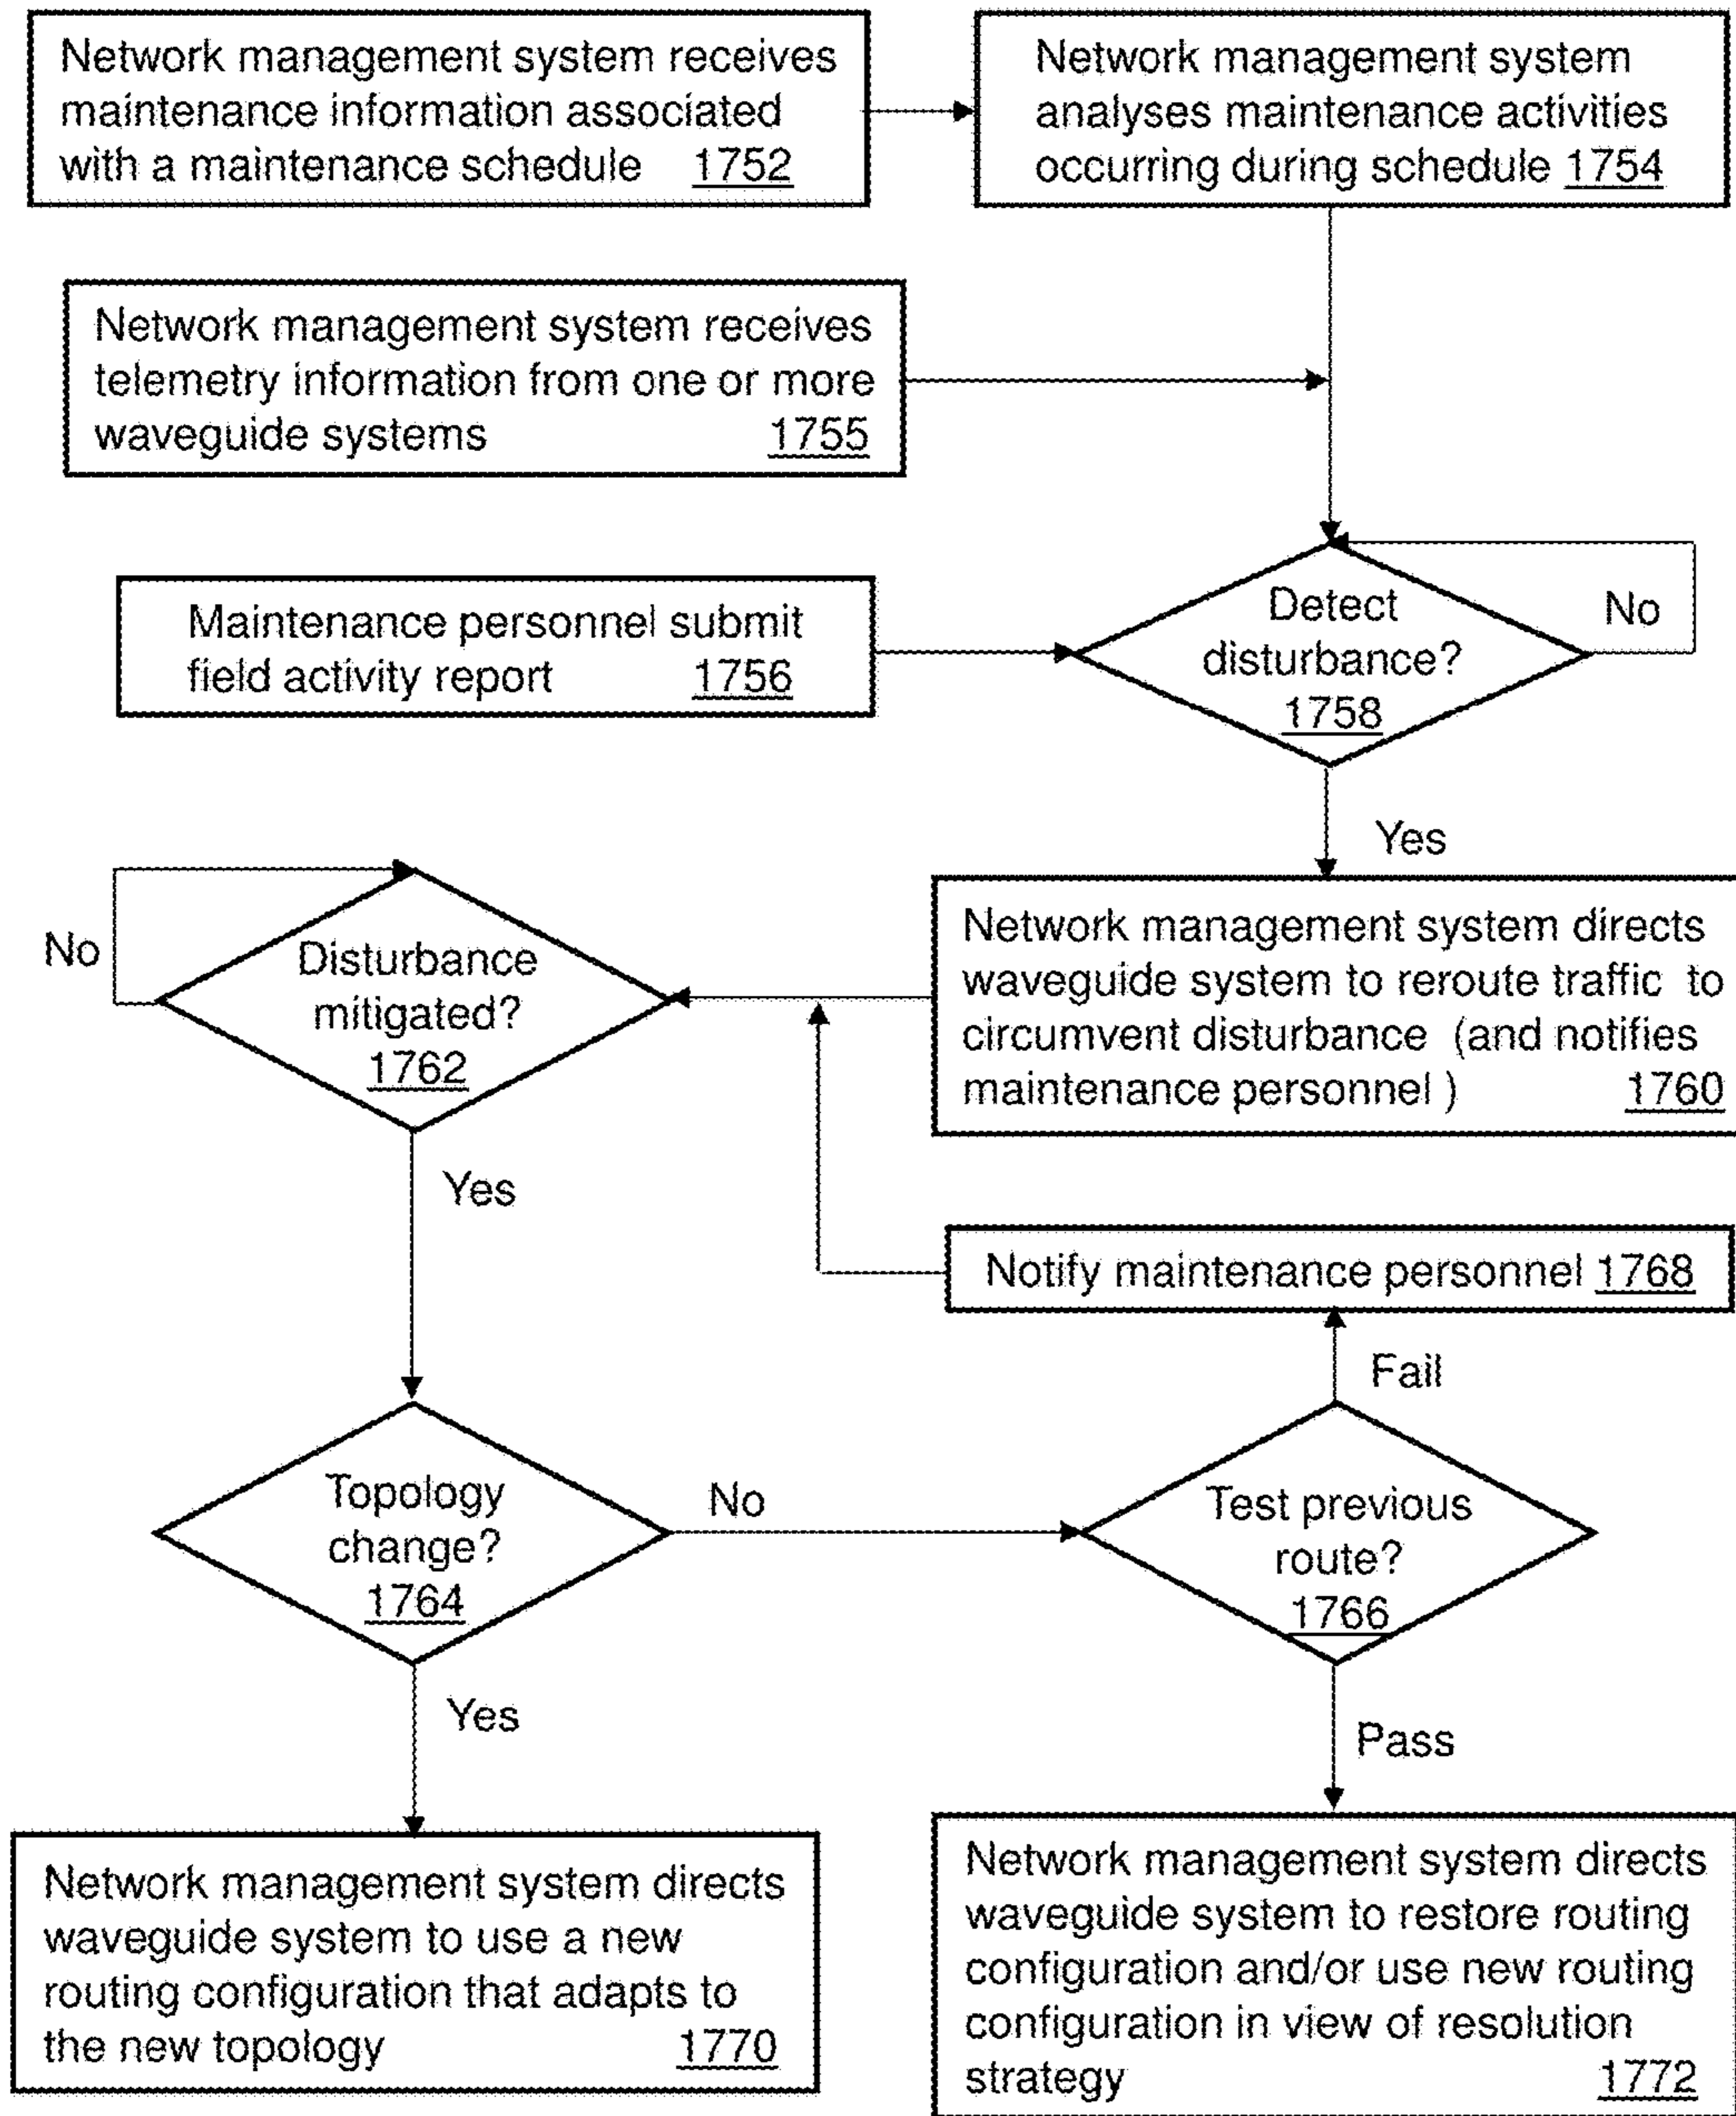 Network management system receives
maintenance information associated
with a maintenance schedule 1752
Network management system
analyses maintenance activities
occurring during schedule 1754
Network management system receives
telemetry information from one or more
waveguide systems 1755
Maintenance personnel submit
field activity report 1756
Detect
disturbance?
1758
No
Yes
Network management system directs
waveguide system to reroute traffic to
circumvent disturbance (and notifies
maintenance personnel ) 1760
No
Disturbance
mitigated?
1762
Yes
Notify maintenance personnel 1768
Fail
Topology
change?
1764
No
Test previous
route?
1766
Yes
Pass
Network management system directs
waveguide system to use a new
routing configuration that adapts to
the new topology 1770
Network management system directs
waveguide system to restore routing
configuration and/or use new routing
configuration in view of resolution
strategy 1772